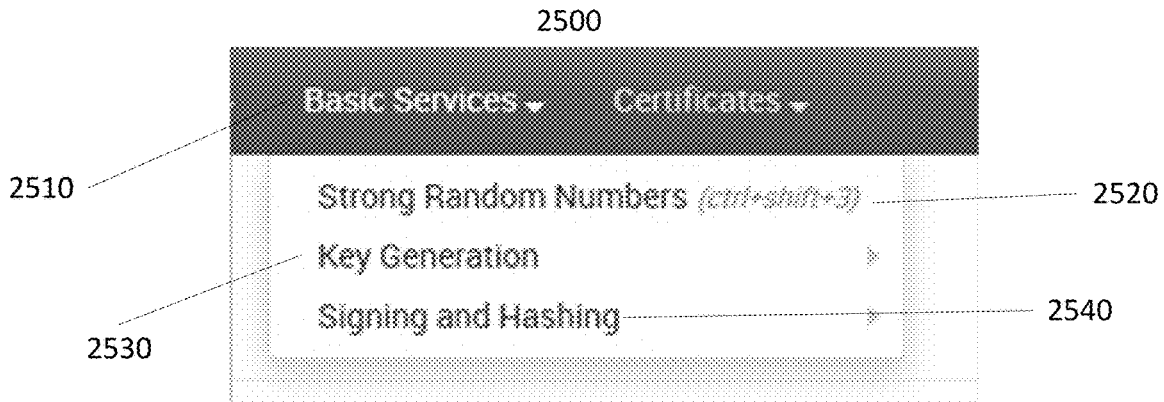 2500
Basic Services Certificates
2510
Strong Random Numbers (ctrl+shift+3) 2520
Key Generation
Signing and Hashing 2540
2530